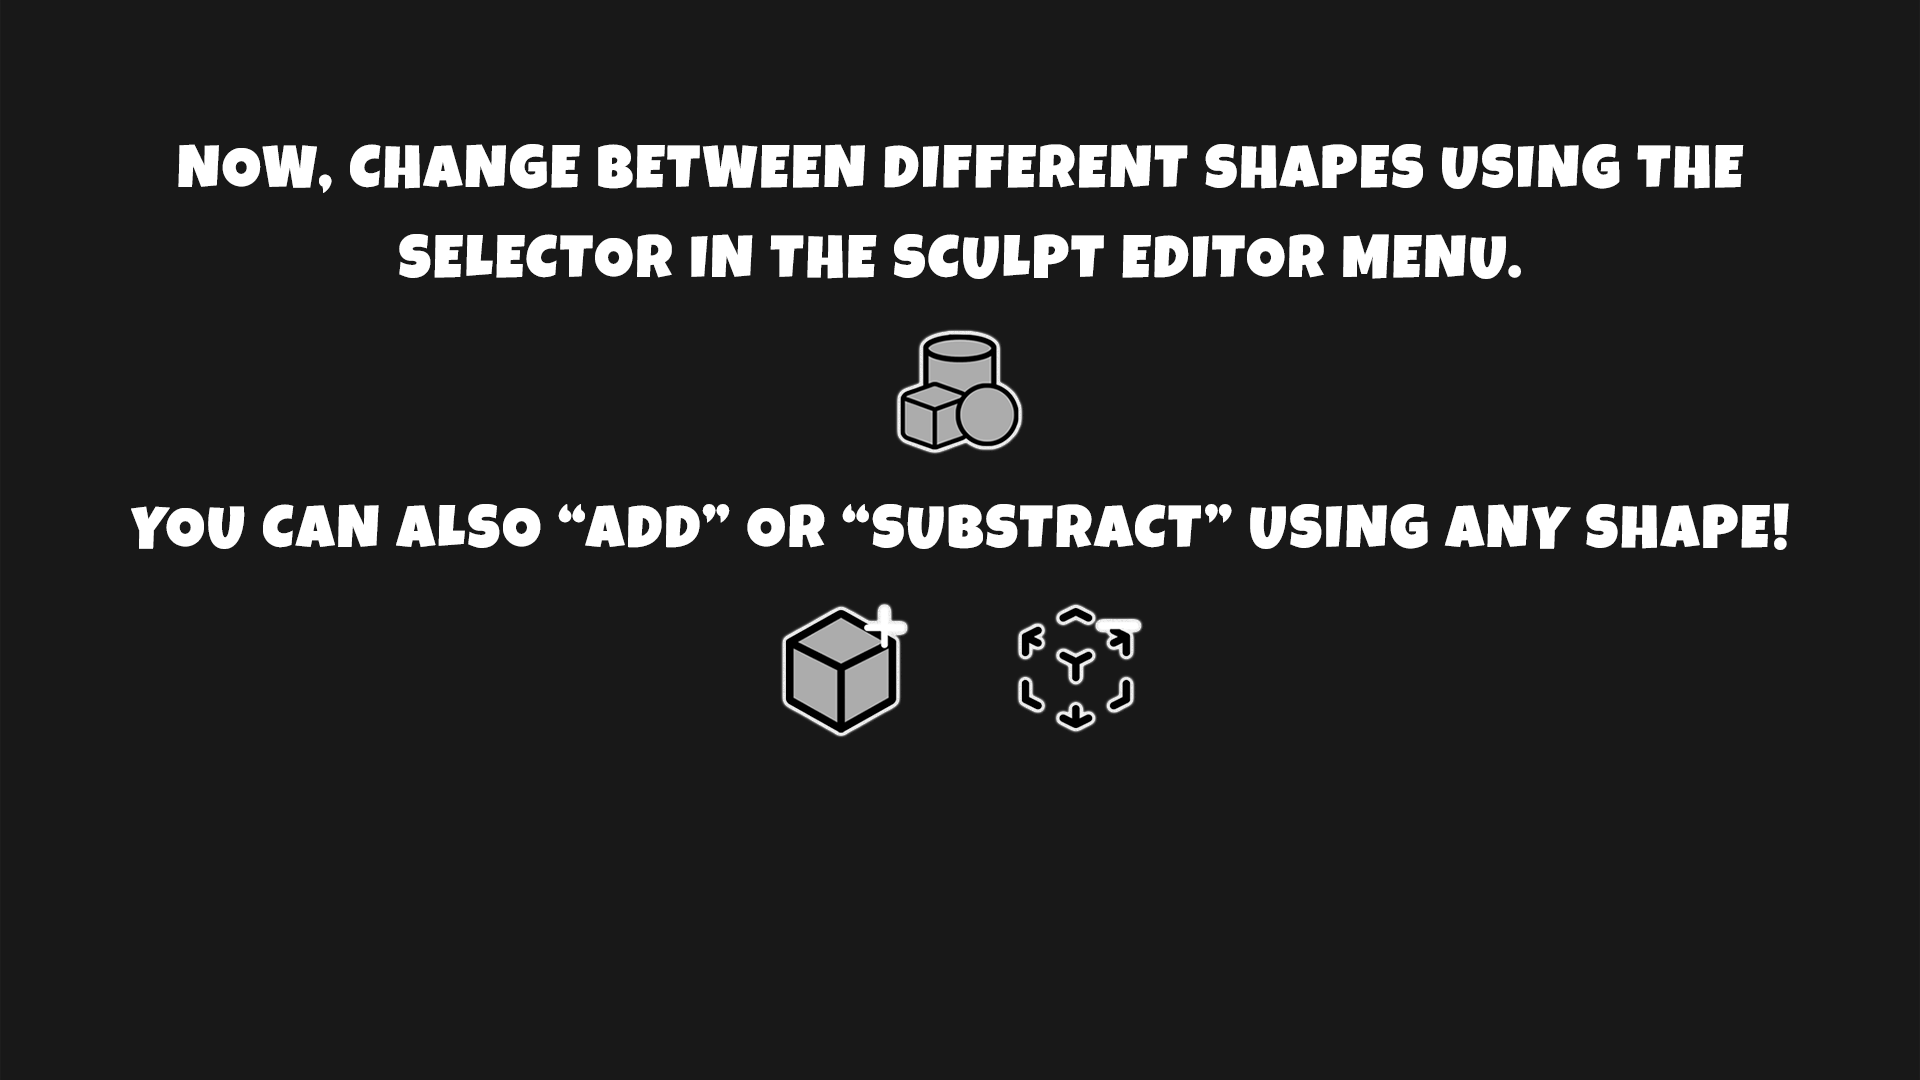 NOW, CHANGE BETWEEN DIFFERENT SHAPES USING THE
SELECTOR IN THE SCULPT EDITOR MENU.
YOU CAN ALSO “ADD” OR “SUBSTRACT” USING ANY SHAPE!